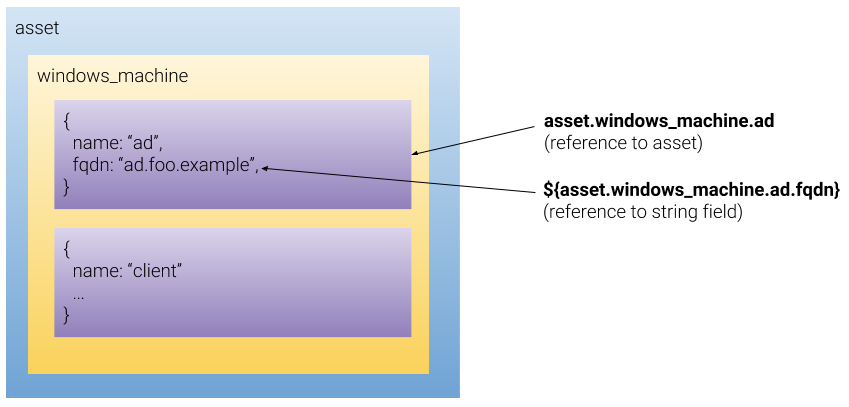 asset
windows_machine
{
name: “ad”,
fqdn: “ad.foo.example”,
}
{
name: “client”
...
}
asset.windows_machine.ad
(reference to asset)
${asset.windows_machine.ad.fqdn}
(reference to string field)